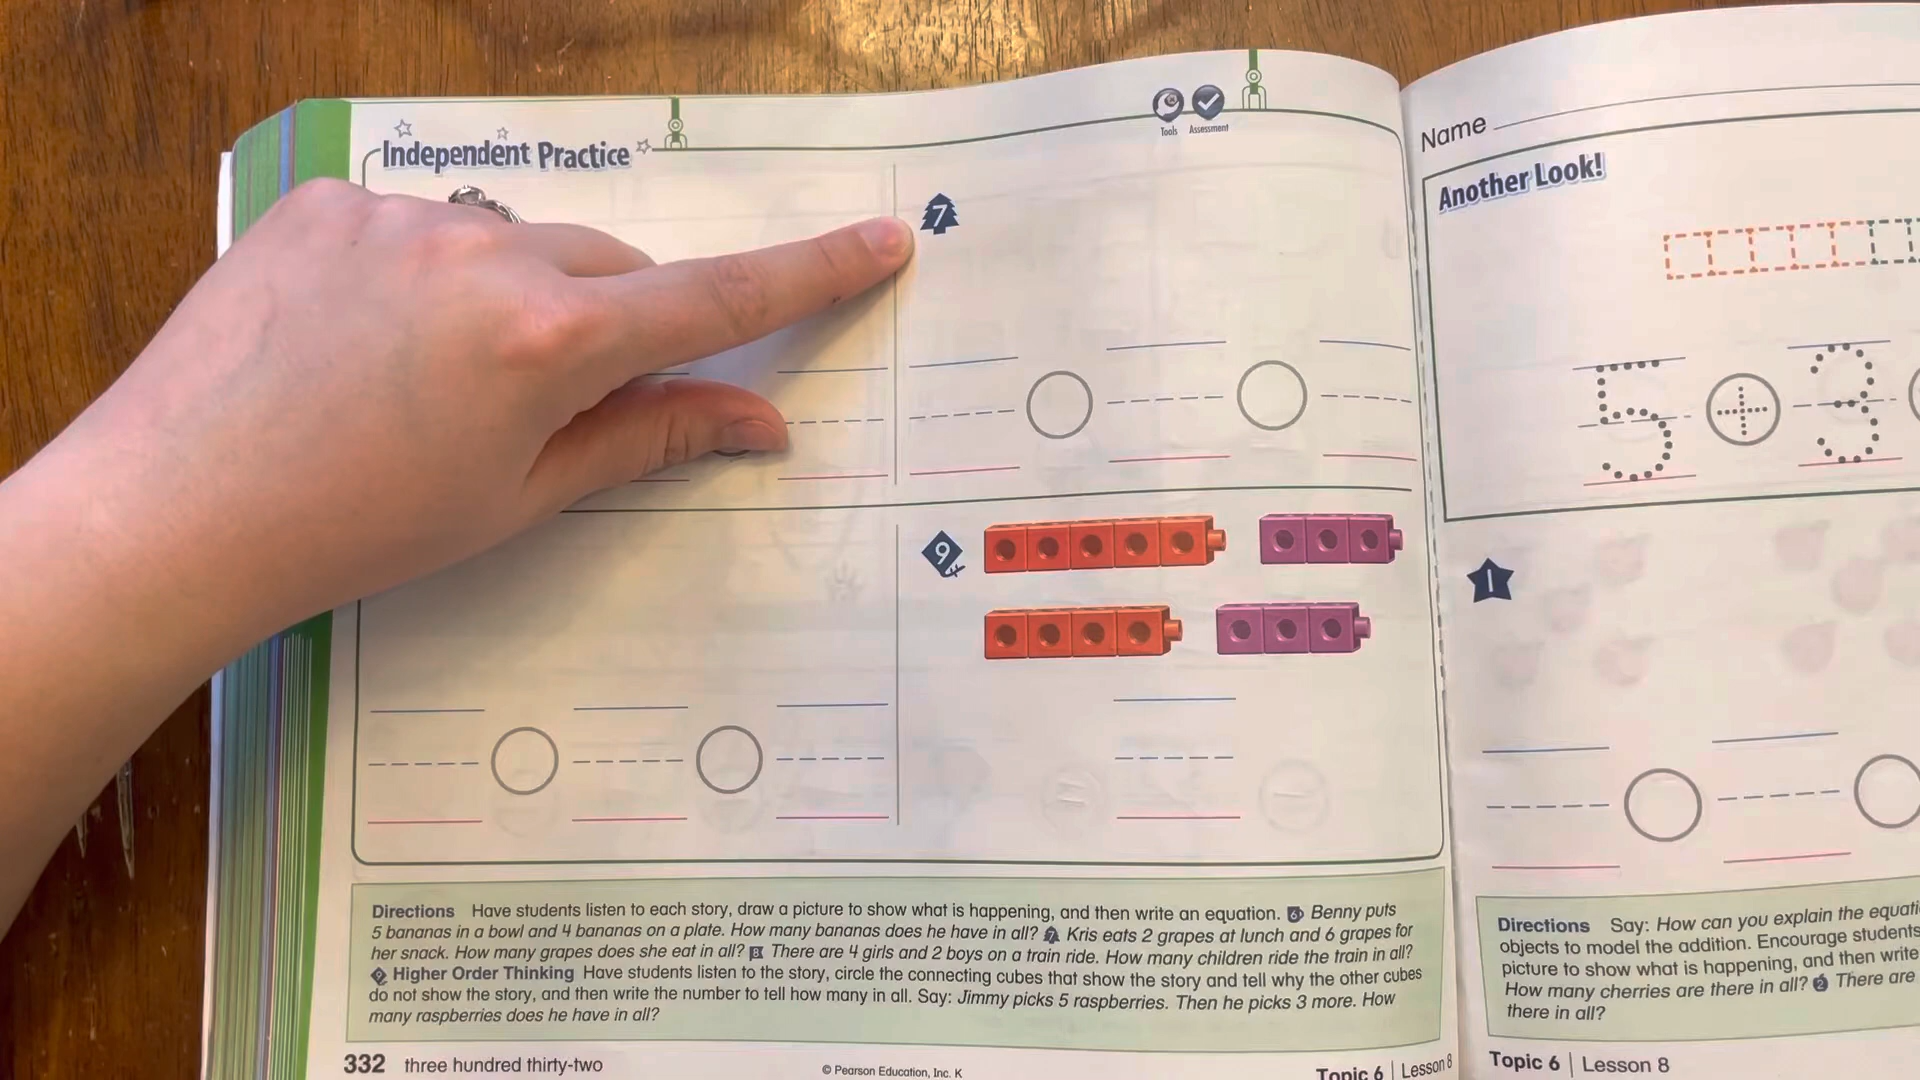 Independent Practice
Tools Assessment
7
9
Directions Have students listen to each story, draw a picture to show what is happening, and then write an equation. 6 Benny puts
5 bananas in a bowl and 4 bananas on a plate. How many bananas does he have in all? 7 Kris eats 2 grapes at lunch and 6 grapes for
her snack. How many grapes does she eat in all? 8 There are 4 girls and 2 boys on a train ride. How many children ride the train in all?
9 Higher Order Thinking Have students listen to the story, circle the connecting cubes that show the story and tell why the other cubes
do not show the story, and then write the number to tell how many in all. Say: Jimmy picks 5 raspberries. Then he picks 3 more. How
many raspberries does he have in all?
332 three hundred thirty-two
© Pearson Education, Inc. K
Topic 6 | Lesson 8
Name
Another Look!
5 + 3
1
Directions Say: How can you explain the
objects to model the addition. Encourage students
picture to show what is happening, and then write
How many cherries are there in all? 2 There are
there in all?
Topic 6 | Lesson 8